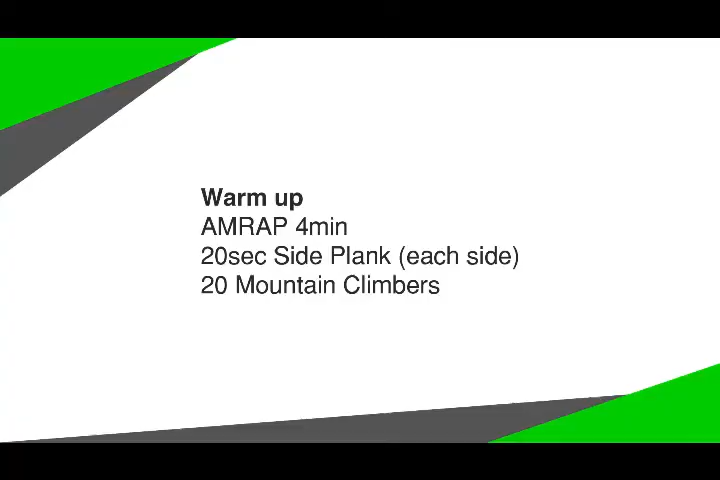 Warm up
AMRAP 4min
20sec Side Plank (each side)
20 Mountain Climbers